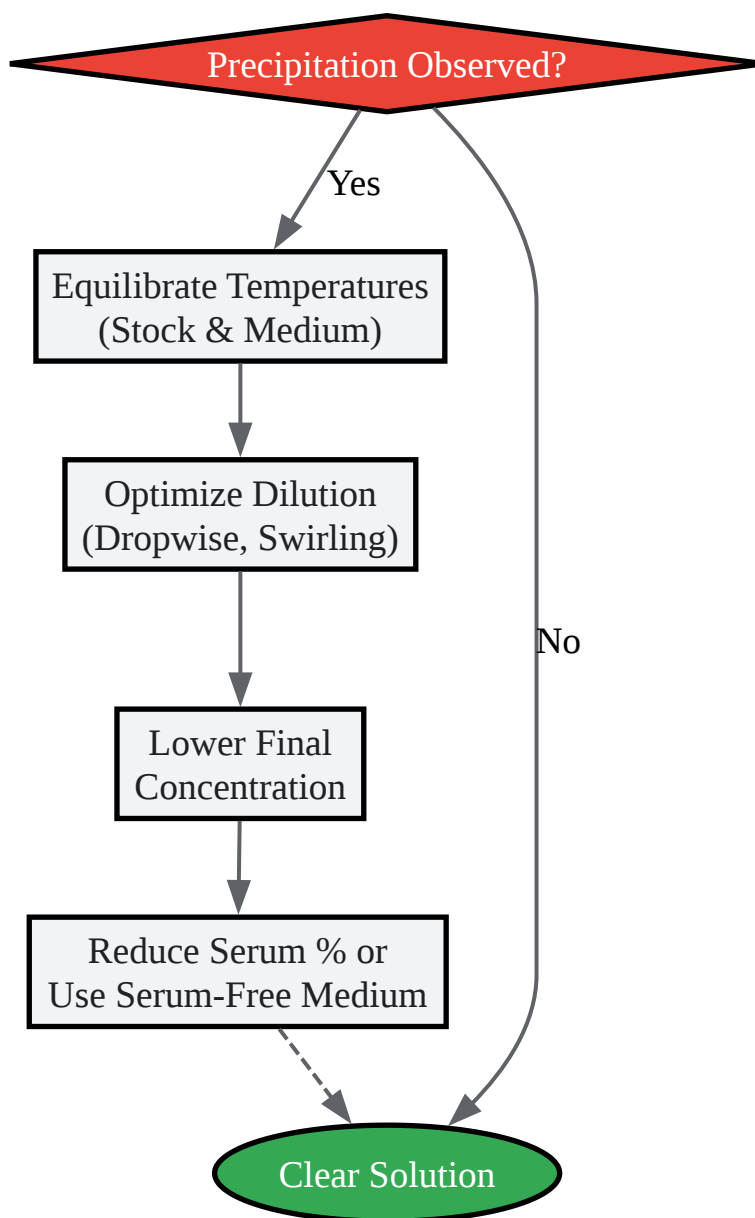 Precipitation Observed?
Yes
Equilibrate Temperatures
(Stock & Medium)
Optimize Dilution
(Dropwise, Swirling)
No
Lower Final
Concentration
Reduce Serum % or
Use Serum-Free Medium
Clear Solution